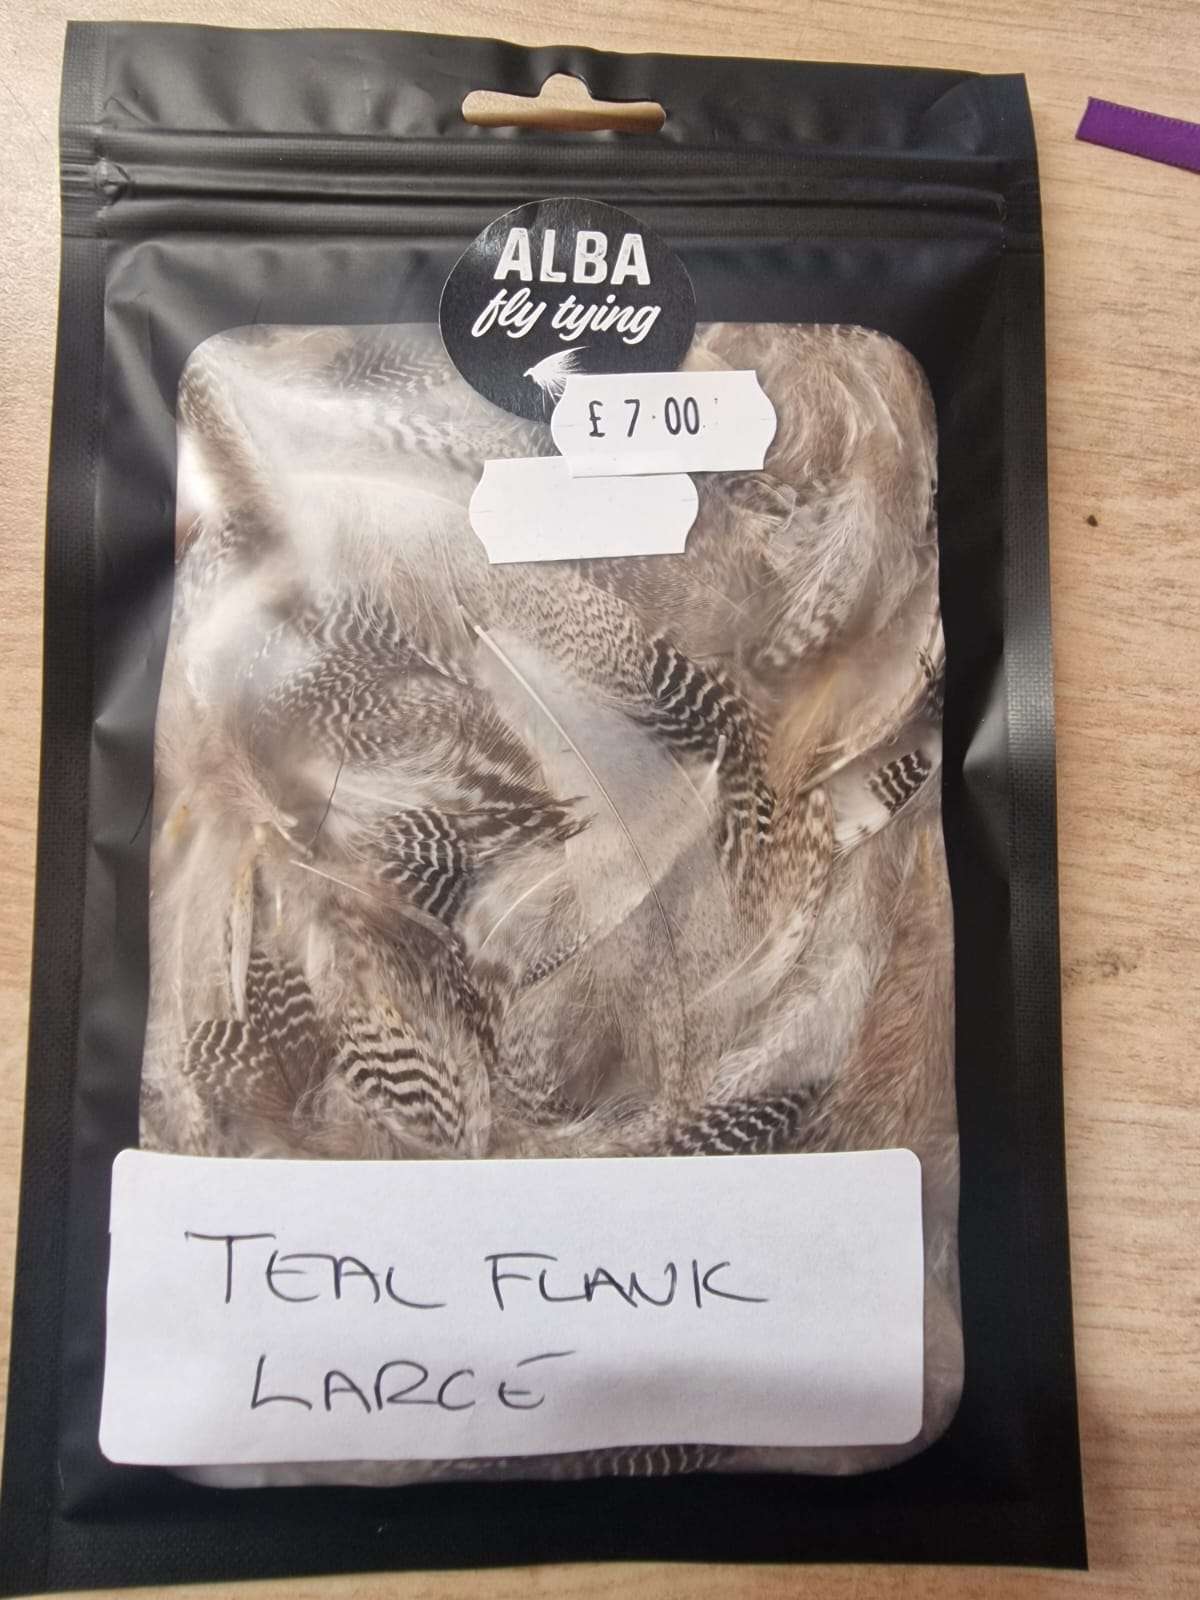 ALBA
fly tying
£ 7.00
TEAL FLANK
LARGE